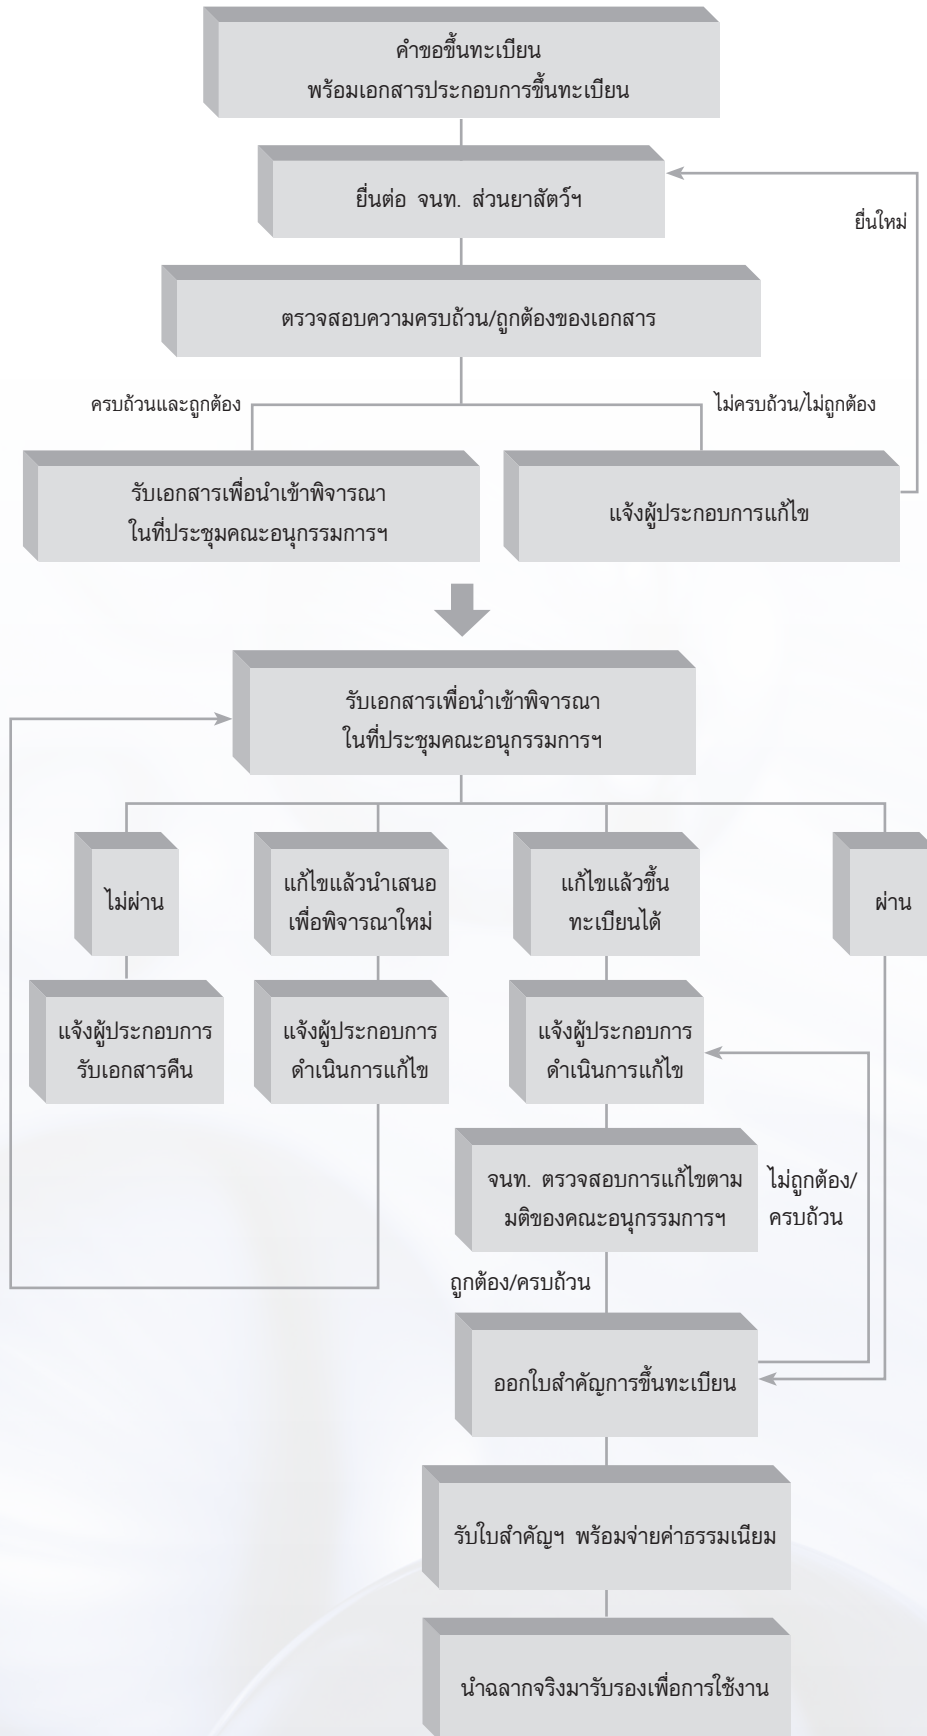 คำขอขึ้นทะเบียน
พร้อมเอกสารประกอบการขึ้นทะเบียน
ยื่นต่อ จนท. ส่วนยาสัตว์ฯ
ยื่นใหม่
ตรวจสอบความครบถ้วน/ถูกต้องของเอกสาร
ครบถ้วนและถูกต้อง
ไม่ครบถ้วน/ไม่ถูกต้อง
รับเอกสารเพื่อนำเข้าพิจารณา
ในที่ประชุมคณะอนุกรรมการฯ
แจ้งผู้ประกอบการแก้ไข
รับเอกสารเพื่อนำเข้าพิจารณา
ในที่ประชุมคณะอนุกรรมการฯ
ไม่ผ่าน
แก้ไขแล้วนำเสนอ
เพื่อพิจารณาใหม่
แก้ไขแล้วขึ้น
ทะเบียนได้
ผ่าน
แจ้งผู้ประกอบการ
รับเอกสารคืน
แจ้งผู้ประกอบการ
ดำเนินการแก้ไข
แจ้งผู้ประกอบการ
ดำเนินการแก้ไข
จนท. ตรวจสอบการแก้ไขตาม
มติของคณะอนุกรรมการฯ
ไม่ถูกต้อง/
ครบถ้วน
ถูกต้อง/ครบถ้วน
ออกใบสำคัญการขึ้นทะเบียน
รับใบสำคัญฯ พร้อมจ่ายค่าธรรมเนียม
นำฉลากจริงมารับรองเพื่อการใช้งาน